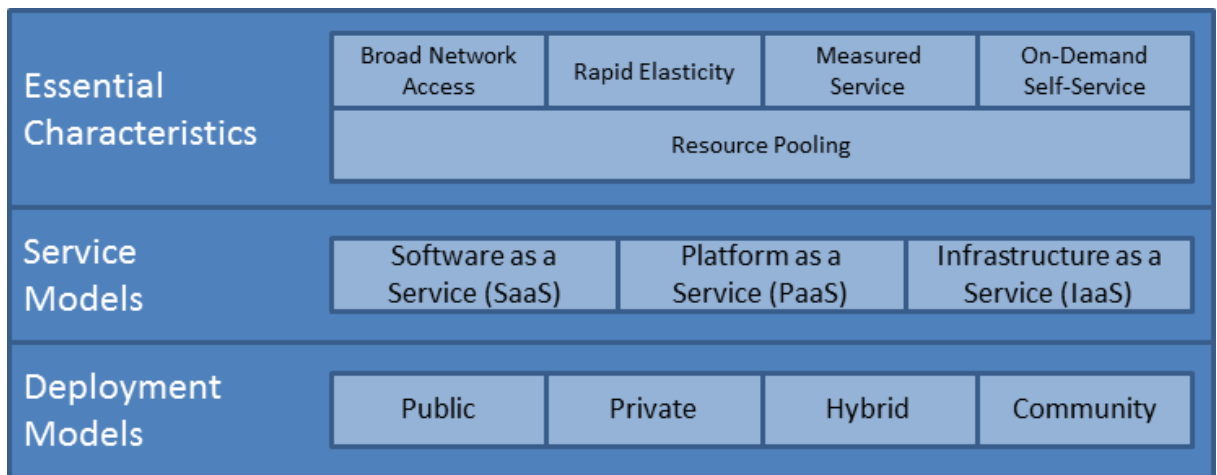 Essential
Characteristics
Broad Network
Access
Rapid Elasticity
Measured
Service
On-Demand
Self-Service
Resource Pooling
Service
Models
Software as a
Service (SaaS)
Platform as a
Service (PaaS)
Infrastructure as a
Service (IaaS)
Deployment
Models
Public
Private
Hybrid
Community